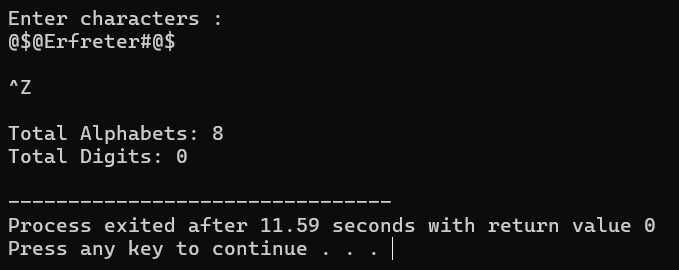 Enter characters :
@$@Erfreter#@$
^Z
Total Alphabets: 8
Total Digits: 0
--------------------------------
Process exited after 11.59 seconds with return value 0
Press any key to continue . . .